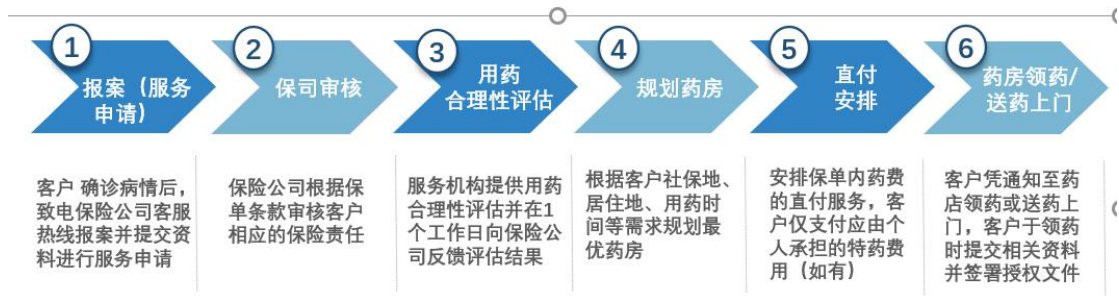 1
报案（服务
申请）
客户 确诊病情后，
致电保险公司客服
热线报案并提交资
料进行服务申请
2
保司审核
保险公司根据保
单条款审核客户
相应的保险责任
3
用药
合理性评估
服务机构提供用药
合理性评估并在1
个工作日向保险公
司反馈评估结果
4
规划药房
根据客户社保地、
居住地、用药时
间等需求规划最
优药房
5
直付
安排
安排保单内药费
的直付服务，客
户仅支付应由个
人承担的特药费
用（如有）
6
药房领药/
送药上门
客户凭通知至药
店领药或送药上
门，客户于领药
时提交相关资料
并签署授权文件